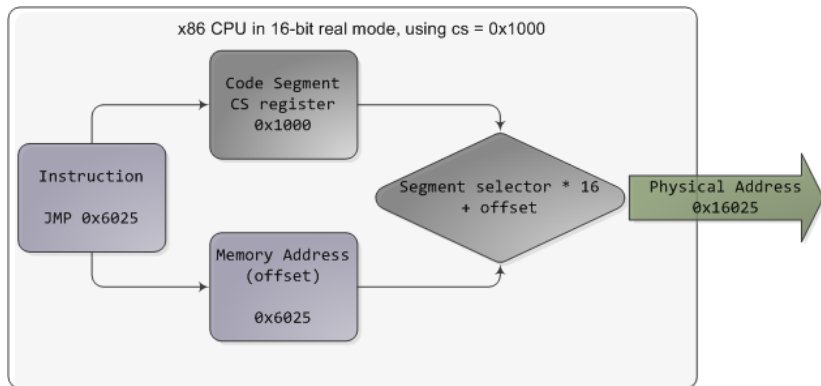 x86 CPU in 16-bit real mode, using cs = 0x1000
Code Segment
CS register
0x1000
Instruction
JMP 0x6025
Segment selector * 16
+ offset
Physical Address
0x16025
Memory Address
(offset)
0x6025